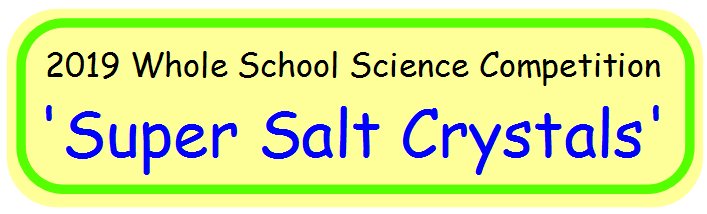 2019 Whole School Science Competition
'Super Salt Crystals'